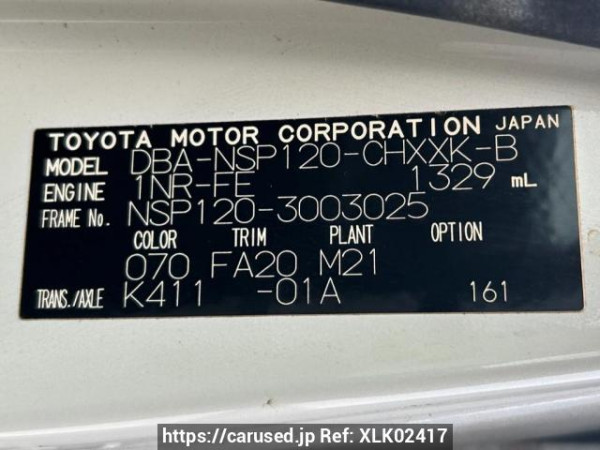 TOYOTA MOTOR CORPORATION JAPAN
MODEL DBA-NSP120-CHXXK-B
ENGINE 1NR-FE 1329 mL
FRAME No. NSP120-3003025
COLOR TRIM PLANT OPTION
070 FA20 M21
TRANS./AXLE K411 -01A 161
https://carused.jp Ref: XLK02417